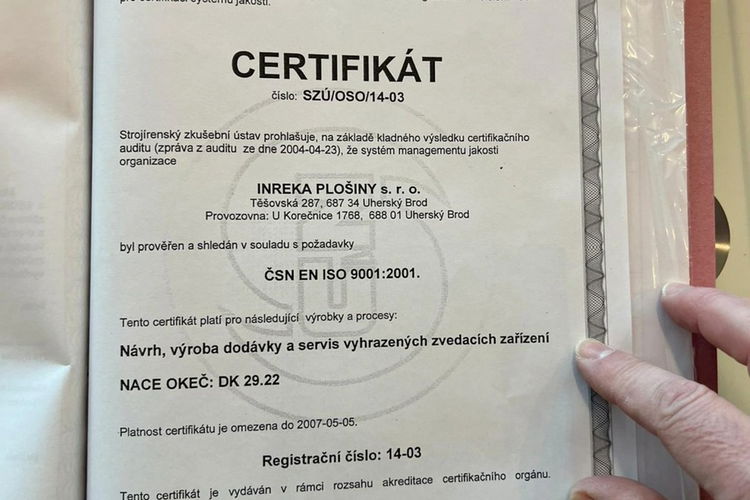 pro certifikaci systému jakosti.
CERTIFIKÁT
číslo: SZÚ/OSO/14-03
Strojírenský zkušební ústav prohlašuje, na základě kladného výsledku certifikačního
auditu (zpráva z auditu ze dne 2004-04-23), že systém managementu jakosti
organizace
INREKA PLOŠINY s. r. o.
Těšovská 287, 687 34 Uherský Brod
Provozovna: U Korečnice 1768, 688 01 Uherský Brod
byl prověřen a shledán v souladu s požadavky
ČSN EN ISO 9001:2001.
Tento certifikát platí pro následující výrobky a procesy:
Návrh, výroba dodávky a servis vyhrazených zvedacích zařízení
NACE OKEČ: DK 29.22
Platnost certifikátu je omezena do 2007-05-05.
Registrační číslo: 14-03
Tento certifikát je vydáván v rámci rozsahu akreditace certifikačního orgánu.